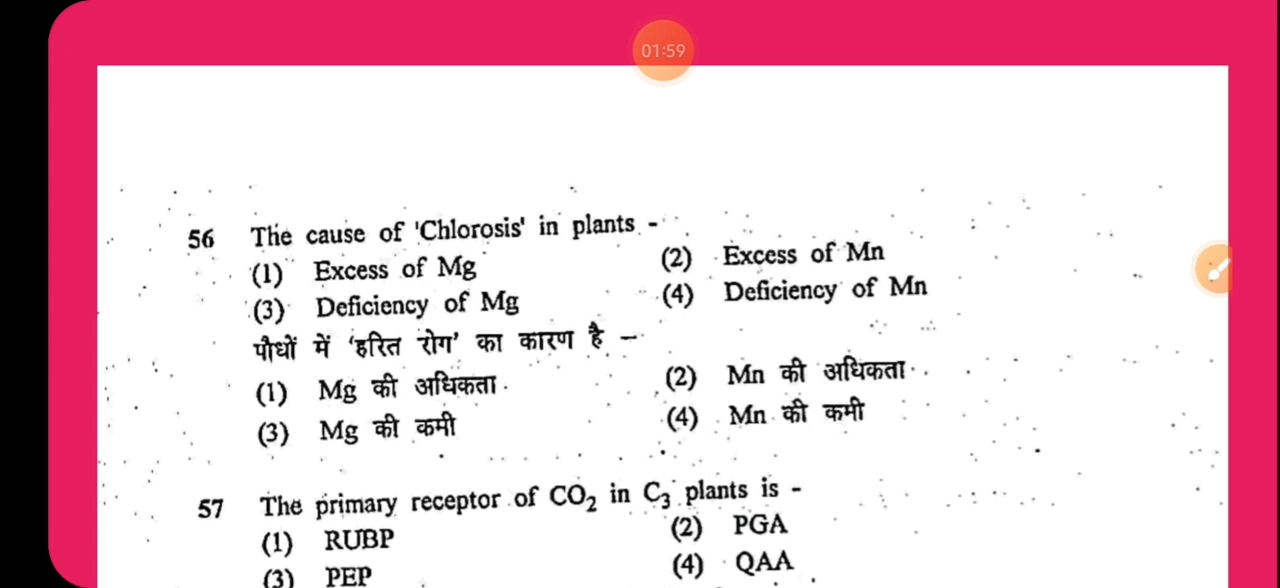 01:59
56 The cause of 'Chlorosis' in plants -
(1) Excess of Mg (2) Excess of Mn
(3) Deficiency of Mg (4) Deficiency of Mn
पौधों में 'हरित रोग' का कारण है –
(1) Mg की अधिकता (2) Mn की अधिकता
(3) Mg की कमी (4) Mn की कमी
57 The primary receptor of CO₂ in C₃ plants is -
(1) RUBP (2) PGA
(3) PEP (4) QAA